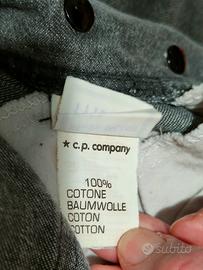 ★ c.p. company
100%
COTONE
BAUMWOLLE
COTON
COTTON
subito